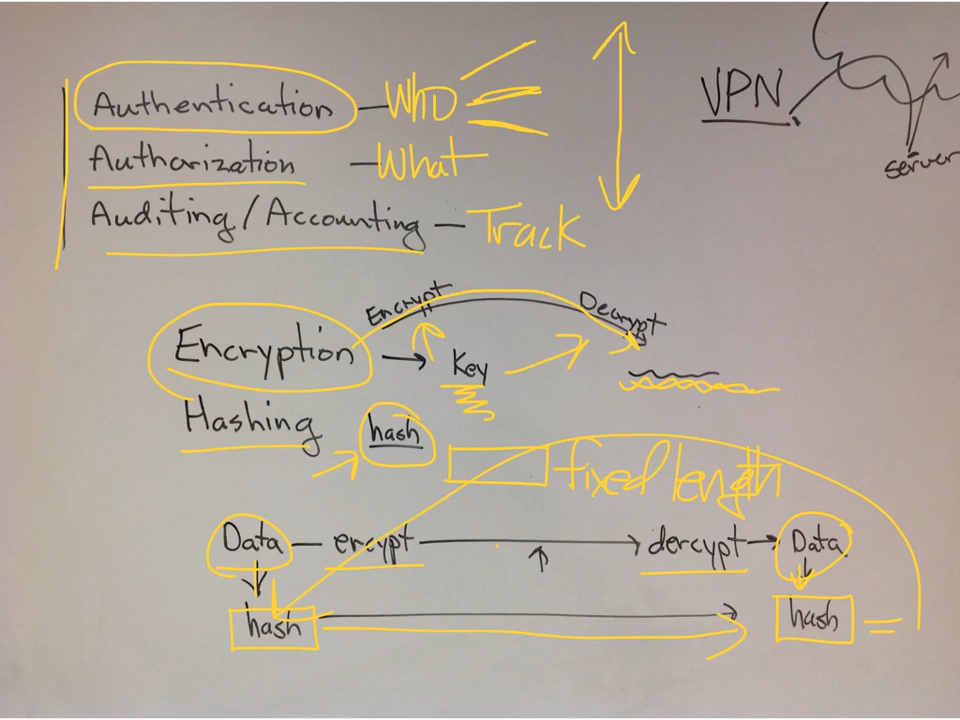 Authentication — Who
VPN
Autharization — What
server
Auditing / Accounting — Track
Encrypt
Decrypt
Encryption
Key
Hashing
hash
fixed length
Data — ercypt
dercypt
Data
hash
hash =